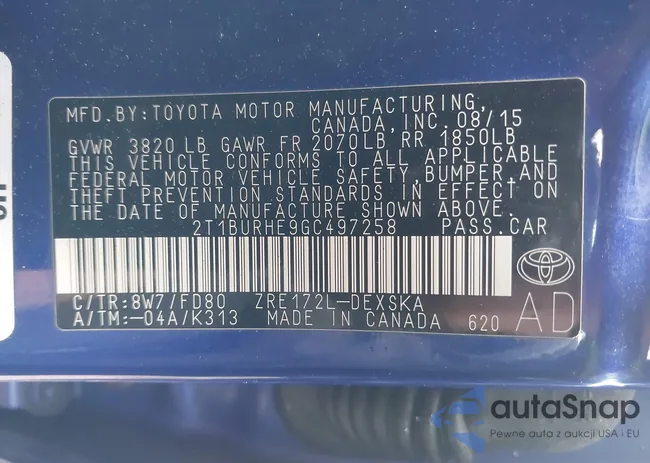 MFD.BY:TOYOTA MOTOR MANUFACTURING,
CANADA,INC.08/15
GVWR 3820 LB GAWR FR 2070LB RR 1850LB
THIS VEHICLE CONFORMS TO ALL APPLICABLE
FEDERAL MOTOR VEHICLE SAFETY,BUMPER,AND
THEFT PREVENTION STANDARDS IN EFFECT ON
THE DATE OF MANUFACTURE SHOWN ABOVE.
2T1BURHE9GC497258 PASS.CAR
C/TR:8W7/FD80 ZRE172L-DEXSKA
A/TM:-04A/K313 MADE IN CANADA 620
AD
autaSnap
Pewne auta z aukcji USA i EU